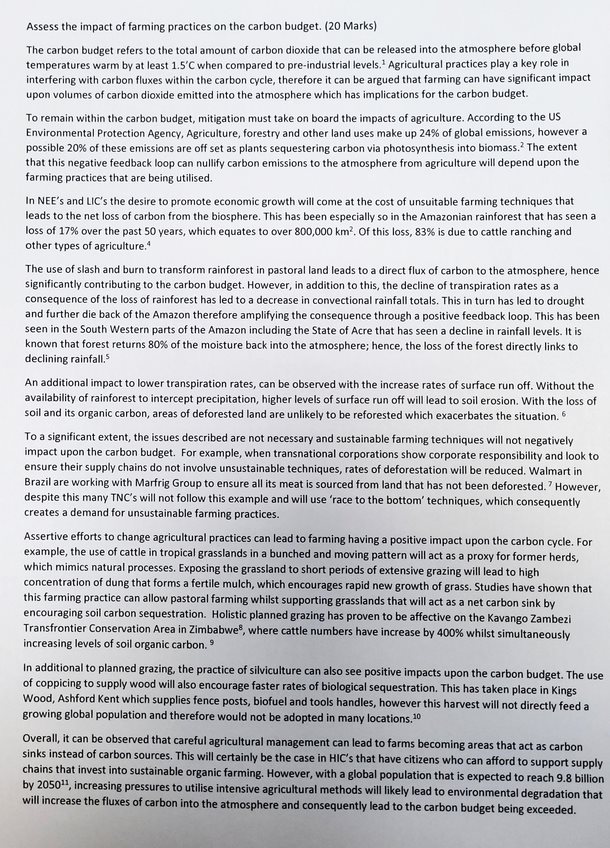 Assess the impact of farming practices on the carbon budget. (20 Marks)
The carbon budget refers to the total amount of carbon dioxide that can be released into the atmosphere before global
temperatures warm by at least 1.5'C when compared to pre-industrial levels.¹ Agricultural practices play a key role in
interfering with carbon fluxes within the carbon cycle, therefore it can be argued that farming can have significant impact
upon volumes of carbon dioxide emitted into the atmosphere which has implications for the carbon budget.
To remain within the carbon budget, mitigation must take on board the impacts of agriculture. According to the US
Environmental Protection Agency, Agriculture, forestry and other land uses make up 24% of global emissions, however a
possible 20% of these emissions are off set as plants sequestering carbon via photosynthesis into biomass.² The extent
that this negative feedback loop can nullify carbon emissions to the atmosphere from agriculture will depend upon the
farming practices that are being utilised.
In NEE's and LIC's the desire to promote economic growth will come at the cost of unsuitable farming techniques that
leads to the net loss of carbon from the biosphere. This has been especially so in the Amazonian rainforest that has seen a
loss of 17% over the past 50 years, which equates to over 800,000 km². Of this loss, 83% is due to cattle ranching and
other types of agriculture.⁴
The use of slash and burn to transform rainforest in pastoral land leads to a direct flux of carbon to the atmosphere, hence
significantly contributing to the carbon budget. However, in addition to this, the decline of transpiration rates as a
consequence of the loss of rainforest has led to a decrease in convectional rainfall totals. This in turn has led to drought
and further die back of the Amazon therefore amplifying the consequence through a positive feedback loop. This has been
seen in the South Western parts of the Amazon including the State of Acre that has seen a decline in rainfall levels. It is
known that forest returns 80% of the moisture back into the atmosphere; hence, the loss of the forest directly links to
declining rainfall.⁵
An additional impact to lower transpiration rates, can be observed with the increase rates of surface run off. Without the
availability of rainforest to intercept precipitation, higher levels of surface run off will lead to soil erosion. With the loss of
soil and its organic carbon, areas of deforested land are unlikely to be reforested which exacerbates the situation. ⁶
To a significant extent, the issues described are not necessary and sustainable farming techniques will not negatively
impact upon the carbon budget. For example, when transnational corporations show corporate responsibility and look to
ensure their supply chains do not involve unsustainable techniques, rates of deforestation will be reduced. Walmart in
Brazil are working with Marfrig Group to ensure all its meat is sourced from land that has not been deforested. ⁷ However,
despite this many TNC's will not follow this example and will use 'race to the bottom' techniques, which consequently
creates a demand for unsustainable farming practices.
Assertive efforts to change agricultural practices can lead to farming having a positive impact upon the carbon cycle. For
example, the use of cattle in tropical grasslands in a bunched and moving pattern will act as a proxy for former herds,
which mimics natural processes. Exposing the grassland to short periods of extensive grazing will lead to high
concentration of dung that forms a fertile mulch, which encourages rapid new growth of grass. Studies have shown that
this farming practice can allow pastoral farming whilst supporting grasslands that will act as a net carbon sink by
encouraging soil carbon sequestration. Holistic planned grazing has proven to be affective on the Kavango Zambezi
Transfrontier Conservation Area in Zimbabwe⁸, where cattle numbers have increase by 400% whilst simultaneously
increasing levels of soil organic carbon. ⁹
In additional to planned grazing, the practice of silviculture can also see positive impacts upon the carbon budget. The use
of coppicing to supply wood will also encourage faster rates of biological sequestration. This has taken place in Kings
Wood, Ashford Kent which supplies fence posts, biofuel and tools handles, however this harvest will not directly feed a
growing global population and therefore would not be adopted in many locations.¹⁰
Overall, it can be observed that careful agricultural management can lead to farms becoming areas that act as carbon
sinks instead of carbon sources. This will certainly be the case in HIC's that have citizens who can afford to support supply
chains that invest into sustainable organic farming. However, with a global population that is expected to reach 9.8 billion
by 2050¹¹, increasing pressures to utilise intensive agricultural methods will likely lead to environmental degradation that
will increase the fluxes of carbon into the atmosphere and consequently lead to the carbon budget being exceeded.